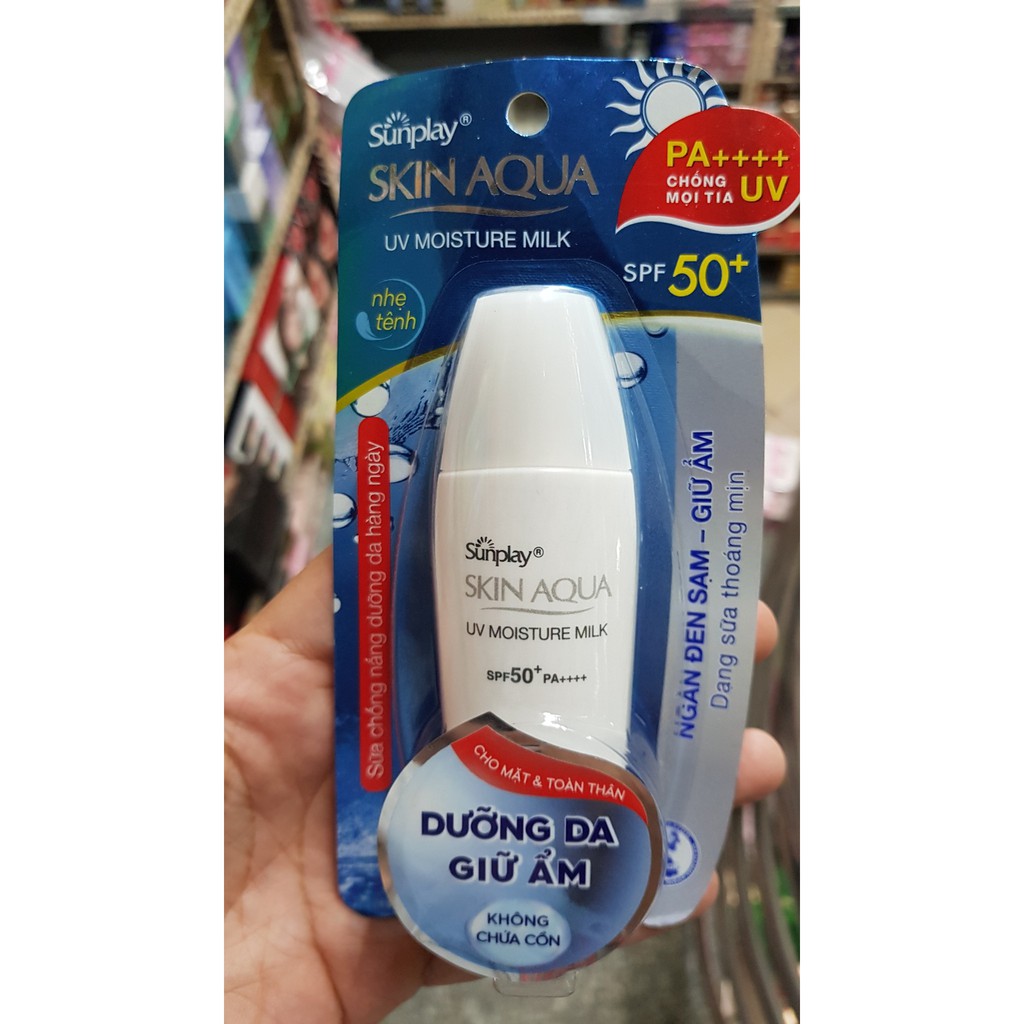 Sunplay®
SKIN AQUA
UV MOISTURE MILK
PA++++
CHỐNG
MỌI TIA
UV
SPF 50+
nhẹ
tênh
Sữa chống nắng dưỡng da hàng ngày
NGĂN ĐEN SẠM – GIỮ ẨM
Dạng sữa thoáng mịn
Sunplay®
SKIN AQUA
UV MOISTURE MILK
SPF50+ PA++++
CHO MẶT & TOÀN THÂN
DƯỠNG DA
GIỮ ẨM
KHÔNG
CHỨA CỒN